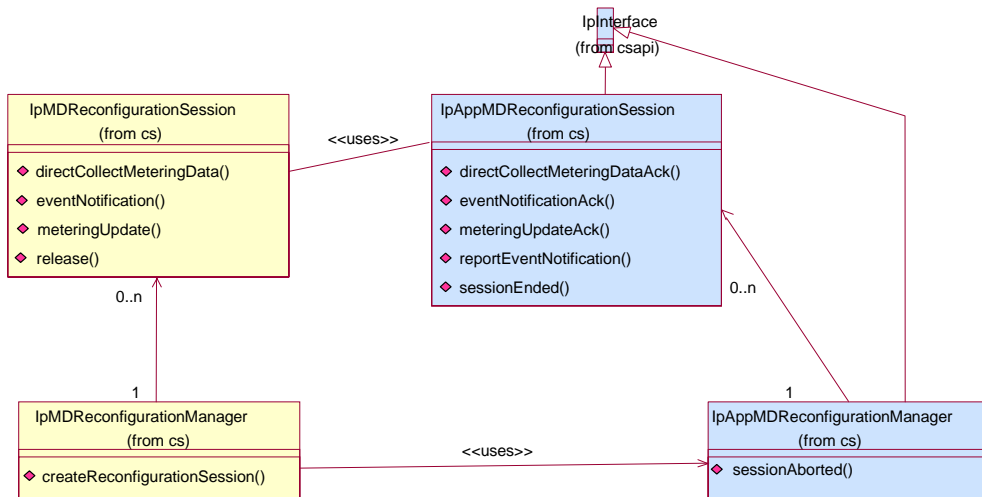 IpInterface
(from csapi)
IpMDReconfigurationSession
(from cs)
directCollectMeteringData()
eventNotification()
meteringUpdate()
release()
<<uses>>
IpAppMDReconfigurationSession
(from cs)
directCollectMeteringDataAck()
eventNotificationAck()
meteringUpdateAck()
reportEventNotification()
sessionEnded()
0..n
0..n
1
1
IpMDReconfigurationManager
(from cs)
createReconfigurationSession()
<<uses>>
IpAppMDReconfigurationManager
(from cs)
sessionAborted()